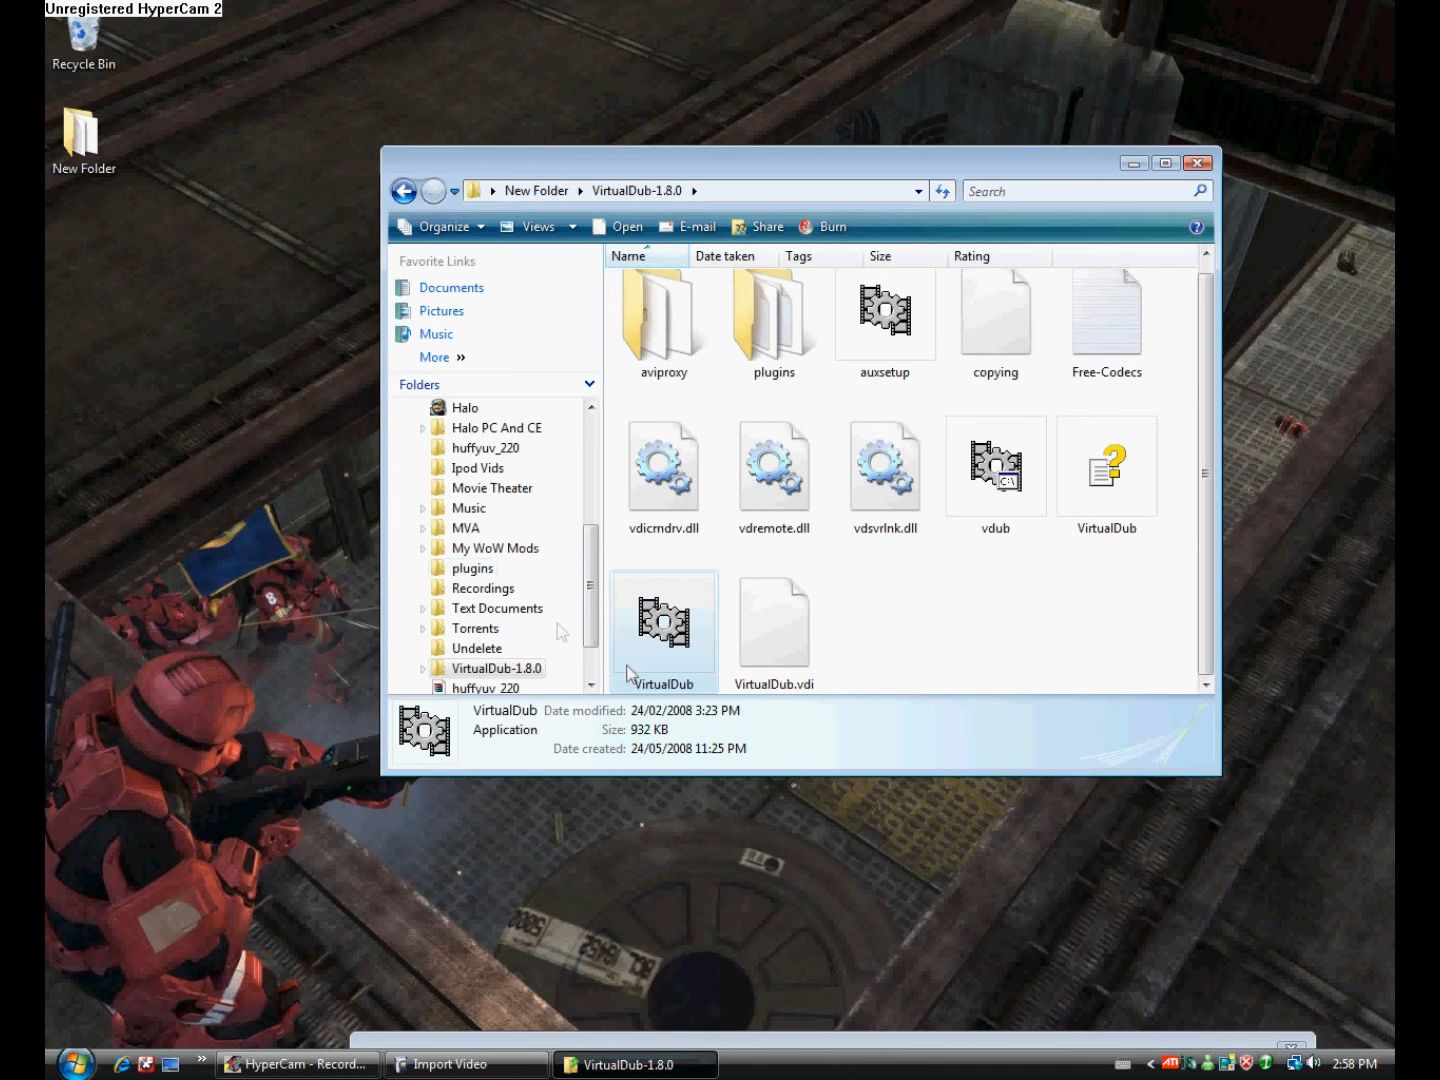 Unregistered HyperCam 2
Recycle Bin
New Folder
New Folder VirtualDub-1.8.0
Search
Organize Views Open E-mail Share Burn
Favorite Links
Documents
Pictures
Music
More »
Folders
Halo
Halo PC And CE
huffyuv_220
Ipod Vids
Movie Theater
Music
MVA
My WoW Mods
plugins
Recordings
Text Documents
Torrents
Undelete
VirtualDub-1.8.0
huffyuv_220
Name Date taken Tags Size Rating
aviproxy plugins auxsetup copying Free-Codecs
C:\
vdicmdrv.dll vdremote.dll vdsvrlnk.dll vdub VirtualDub
VirtualDub VirtualDub.vdi
VirtualDub Date modified: 24/02/2008 3:23 PM
Application Size: 932 KB
Date created: 24/05/2008 11:25 PM
8
HyperCam - Record... Import Video VirtualDub-1.8.0
ATI
2:58 PM